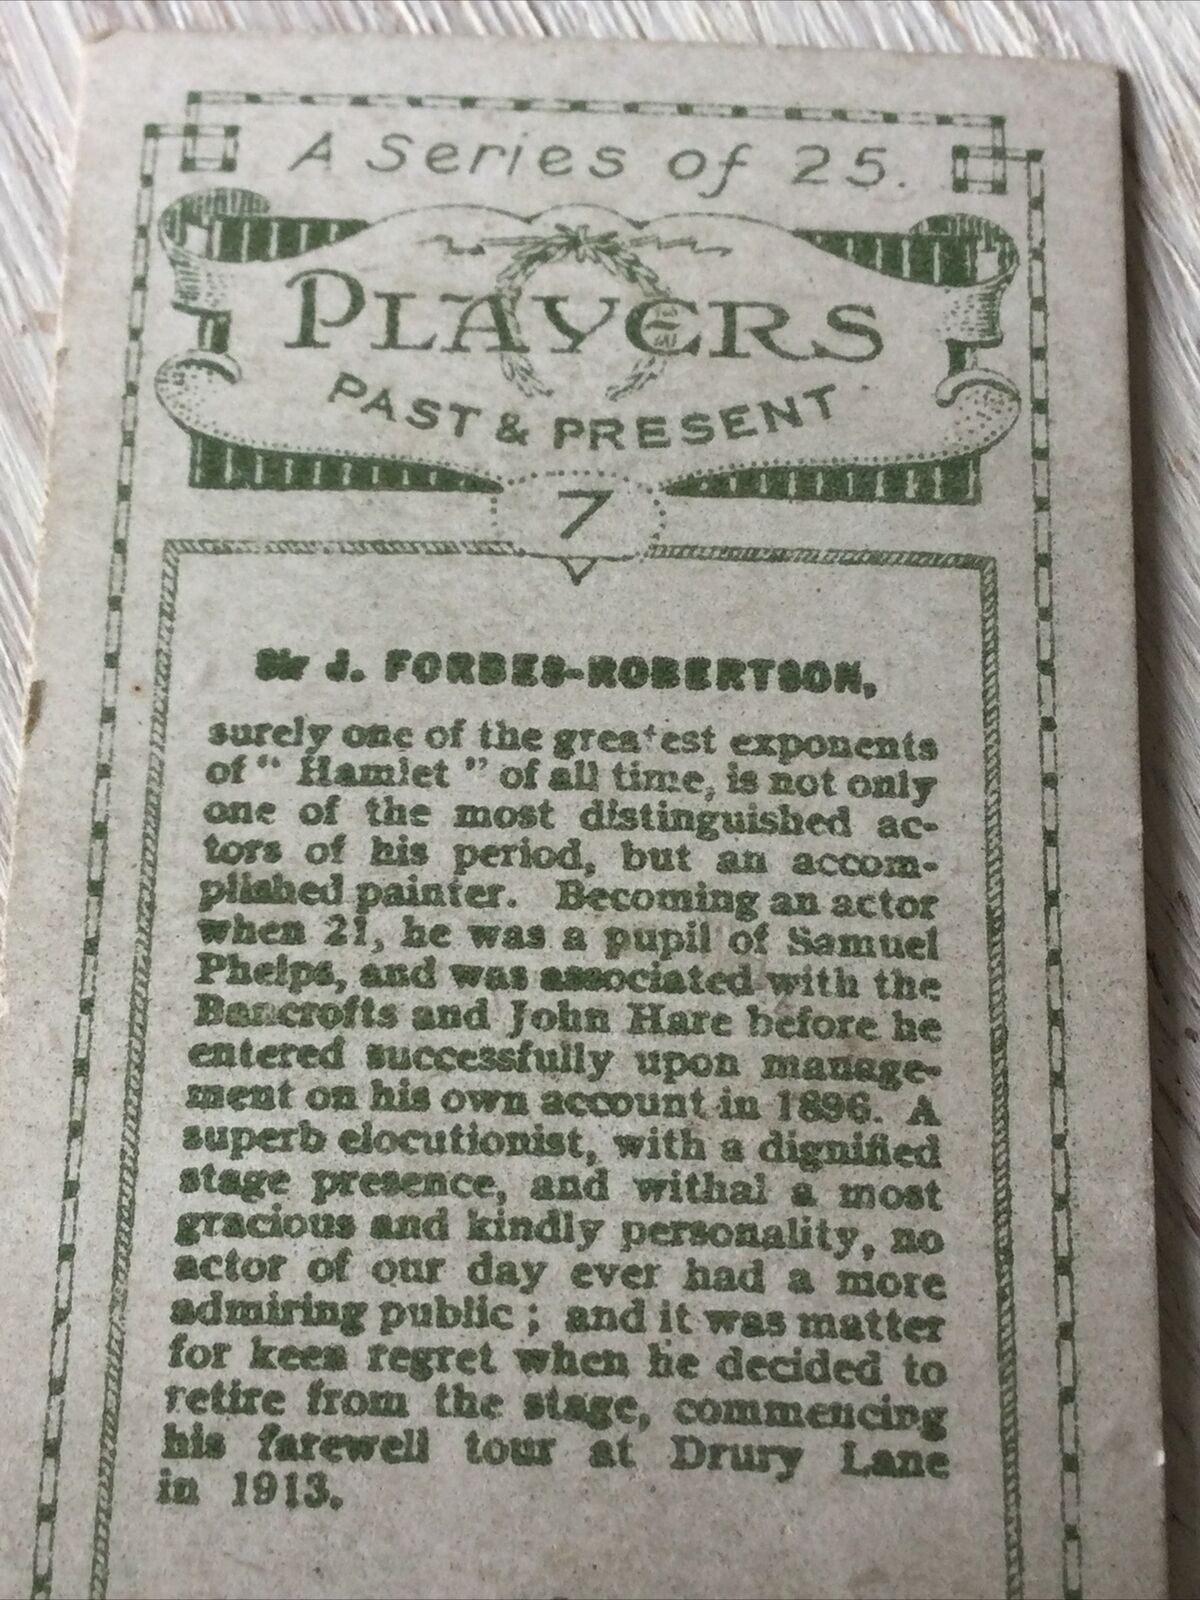 A Series of 25.
PLAYERS
PAST & PRESENT
7
Sir J. FORBES-ROBERTSON,
surely one of the greatest exponents
of "Hamlet" of all time, is not only
one of the most distinguished ac-
tors of his period, but an accom-
plished painter. Becoming an actor
when 21, he was a pupil of Samuel
Phelps, and was associated with the
Bancrofts and John Hare before he
entered successfully upon manage-
ment on his own account in 1896. A
superb elocutionist, with a dignified
stage presence, and withal a most
gracious and kindly personality, no
actor of our day ever had a more
admiring public; and it was matter
for keen regret when he decided to
retire from the stage, commencing
his farewell tour at Drury Lane
in 1913.